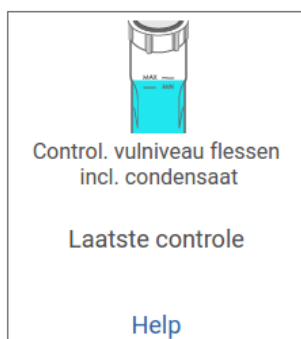 MAX
MIN
Control. vulniveau flessen
incl. condensaat
Laatste controle
Help